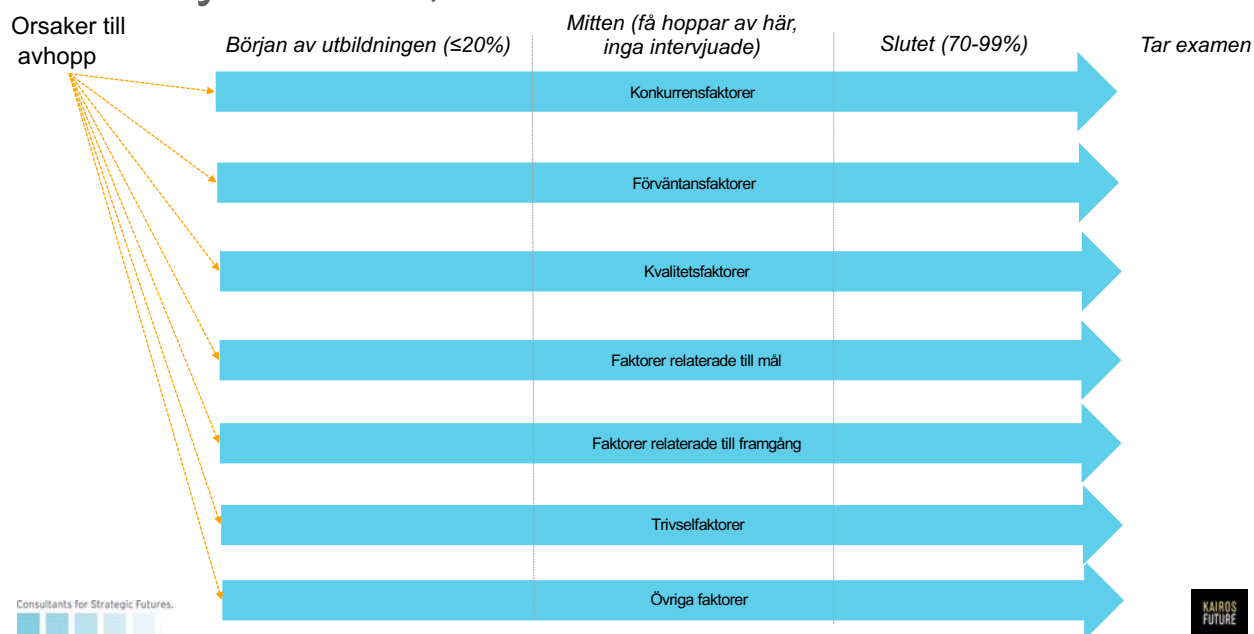 Orsaker till
avhopp
Början av utbildningen (≤20%)
Mitten (få hoppar av här,
inga intervjuade)
Slutet (70-99%)
Tar examen
Konkurrensfaktorer
Förväntansfaktorer
Kvalitetsfaktorer
Faktorer relaterade till mål
Faktorer relaterade till framgång
Trivselfaktorer
Övriga faktorer
Consultants for Strategic Futures.
KAIROS
FUTURE